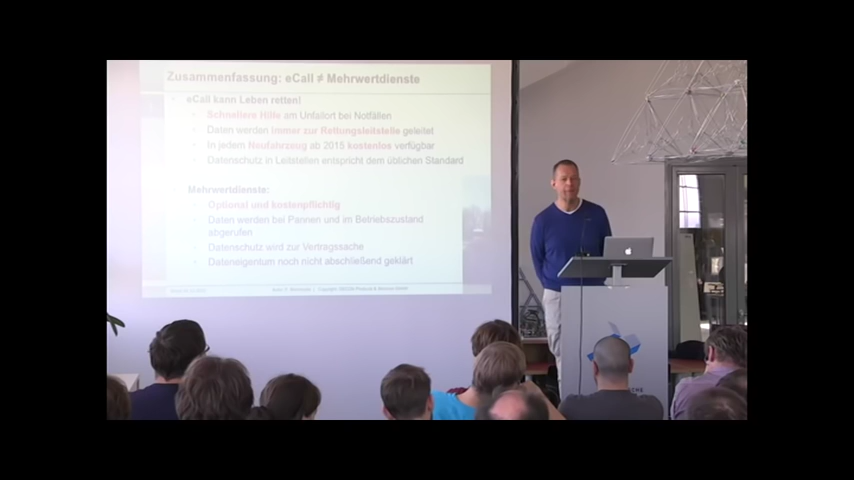 Zusammenfassung: eCall ≠ Mehrwertdienste
eCall kann Leben retten!
Schnellere Hilfe am Unfallort bei Notfällen
Daten werden immer zur Rettungsleitstelle geleitet
In jedem Neufahrzeug ab 2015 kostenlos verfügbar
Datenschutz in Leitstellen entspricht dem üblichen Standard
Mehrwertdienste:
Optional und kostenpflichtig
Daten werden bei Pannen und im Betriebszustand
abgerufen
Datenschutz wird zur Vertragssache
Dateneigentum noch nicht abschließend geklärt